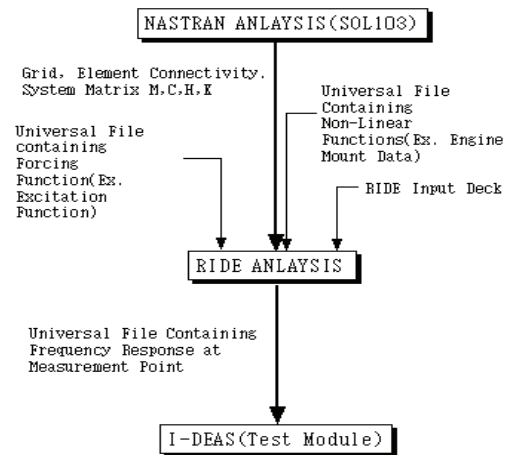 NASTRAN ANLAYSIS(SOL103)
Grid, Element Connectivity.
System Matrix M,C,H,K
Universal File
Containing
Non-Linear
Functions(Ex. Engine
Mount Data)
Universal File
containing
Forcing
Function(Ex.
Excitation
Function)
RIDE Input Deck
RIDE ANLAYSIS
Universal File Containing
Frequency Response at
Measurement Point
I-DEAS(Test Module)